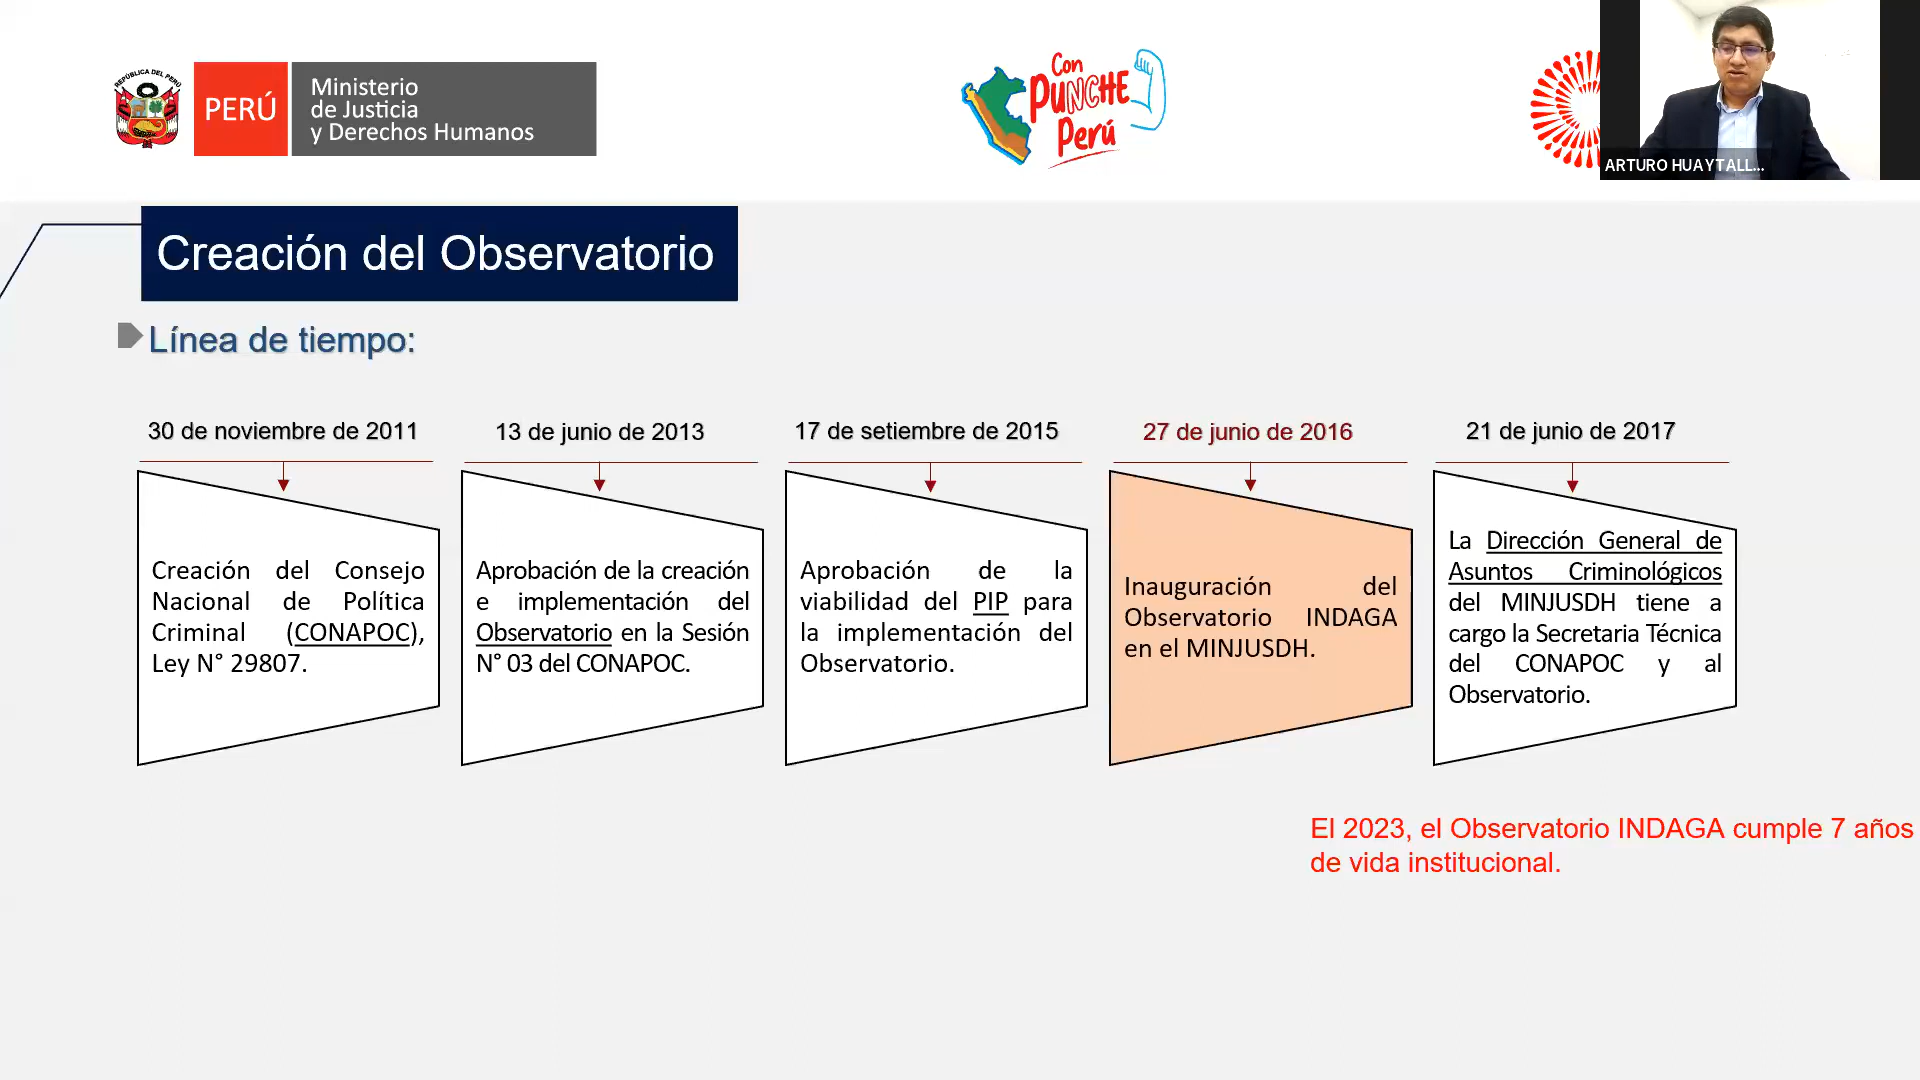 REPÚBLICA DEL PERÚ
PERÚ
Ministerio
de Justicia
y Derechos Humanos
Con
PUNCHE
Perú
ARTURO HUAYTALL...
Creación del Observatorio
Línea de tiempo:
30 de noviembre de 2011
Creación del Consejo
Nacional de Política
Criminal (CONAPOC),
Ley N° 29807.
13 de junio de 2013
Aprobación de la creación
e implementación del
Observatorio en la Sesión
N° 03 del CONAPOC.
17 de setiembre de 2015
Aprobación de la
viabilidad del PIP para
la implementación del
Observatorio.
27 de junio de 2016
Inauguración del
Observatorio INDAGA
en el MINJUSDH.
21 de junio de 2017
La Dirección General de
Asuntos Criminológicos
del MINJUSDH tiene a
cargo la Secretaria Técnica
del CONAPOC y al
Observatorio.
El 2023, el Observatorio INDAGA cumple 7 años
de vida institucional.